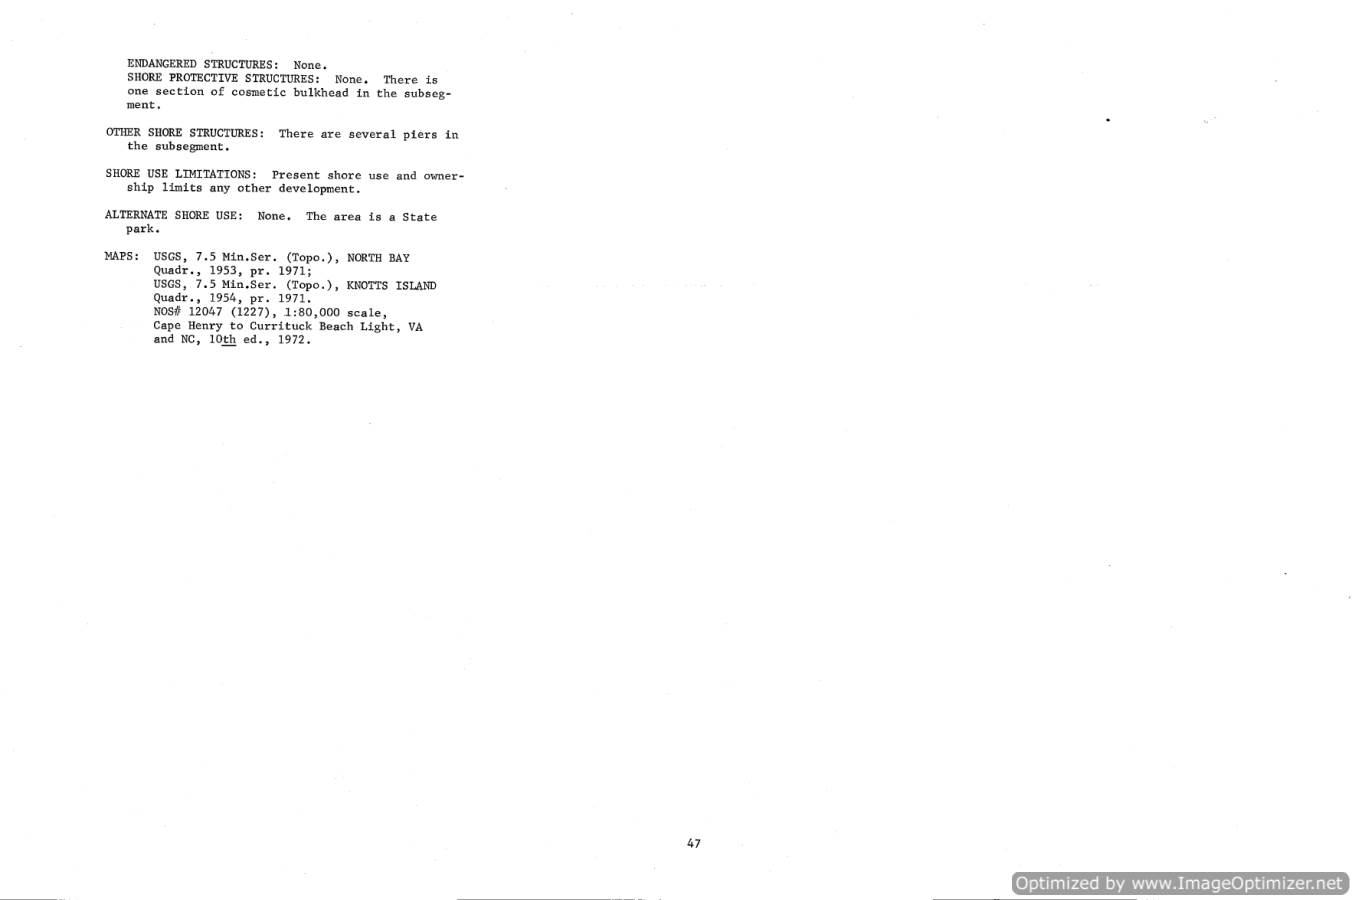 ENDANGERED STRUCTURES: None.
SHORE PROTECTIVE STRUCTURES: None. There is
one section of cosmetic bulkhead in the subseg-
ment.
OTHER SHORE STRUCTURES: There are several piers in
the subsegment.
SHORE USE LIMITATIONS: Present shore use and owner-
ship limits any other development.
ALTERNATE SHORE USE: None. The area is a State
park.
MAPS: USGS, 7.5 Min.Ser. (Topo.), NORTH BAY
Quadr., 1953, pr. 1971;
USGS, 7.5 Min.Ser. (Topo.), KNOTTS ISLAND
Quadr., 1954, pr. 1971.
NOS# 12047 (1227), 1:80,000 scale,
Cape Henry to Currituck Beach Light, VA
and NC, 10th ed., 1972.
47
Optimized by www.ImageOptimizer.net